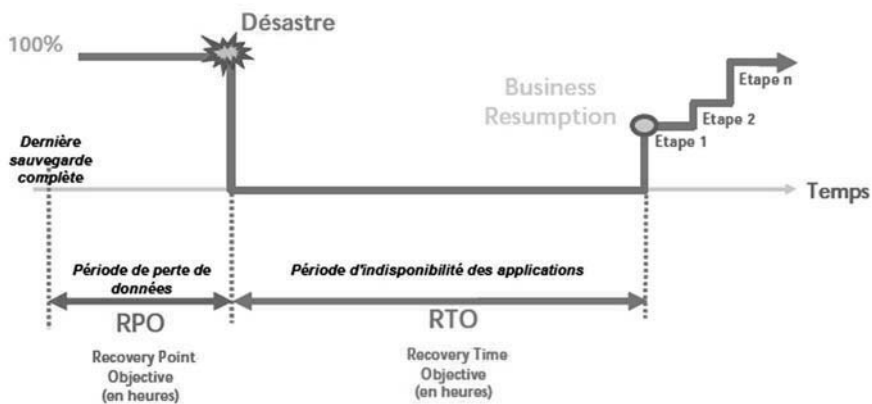 Désastre
100%
Business
Resumption
Etape n
Etape 2
Etape 1
Dernière
sauvegarde
complète
Temps
Période de perte de
données
Période d'indisponibilité des applications
RPO
RTO
Recovery Point
Objective
(en heures)
Recovery Time
Objective
(en heures)